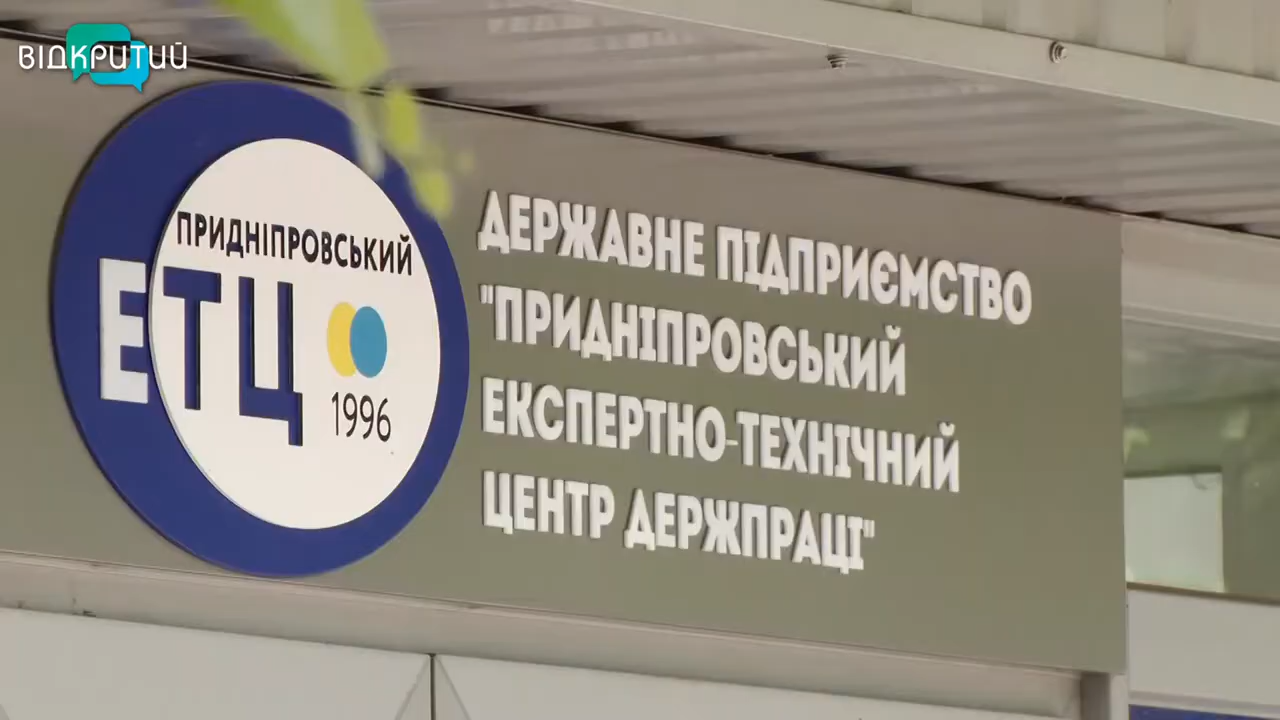 ВІДКРИТИЙ
ПРИДНІПРОВСЬКИЙ
ЕТЦ
1996
ДЕРЖАВНЕ ПІДПРИЄМСТВО
"ПРИДНІПРОВСЬКИЙ
ЕКСПЕРТНО-ТЕХНІЧНИЙ
ЦЕНТР ДЕРЖПРАЦІ"